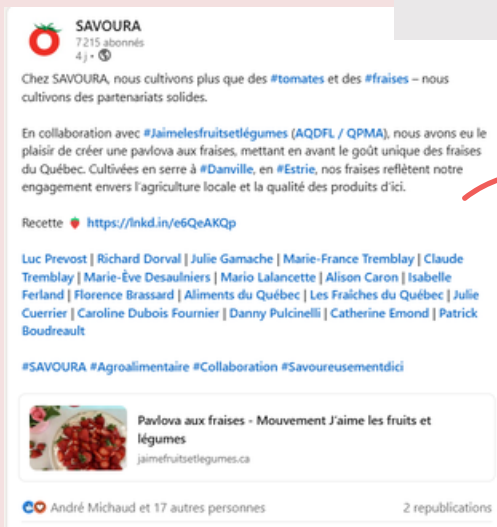 SAVOURA
7 215 abonnés
4 j •
Chez SAVOURA, nous cultivons plus que des #tomates et des #fraises – nous
cultivons des partenariats solides.
En collaboration avec #Jaimelesfruitsetlégumes (AQDFL / QPMA), nous avons eu le
plaisir de créer une pavlova aux fraises, mettant en avant le goût unique des fraises
du Québec. Cultivées en serre à #Danville, en #Estrie, nos fraises reflètent notre
engagement envers l'agriculture locale et la qualité des produits d'ici.
Recette 🍓 https://lnkd.in/e6QeAKQp
Luc Prevost | Richard Dorval | Julie Gamache | Marie-France Tremblay | Claude
Tremblay | Marie-Ève Desaulniers | Mario Lalancette | Alison Caron | Isabelle
Ferland | Florence Brassard | Aliments du Québec | Les Fraîches du Québec | Julie
Cuerrier | Caroline Dubois Fournier | Danny Pulcinelli | Catherine Emond | Patrick
Boudreault
#SAVOURA #Agroalimentaire #Collaboration #Savoureusementdici
Pavlova aux fraises - Mouvement J'aime les fruits et
légumes
jaimefruitsetlegumes.ca
André Michaud et 17 autres personnes
2 republications